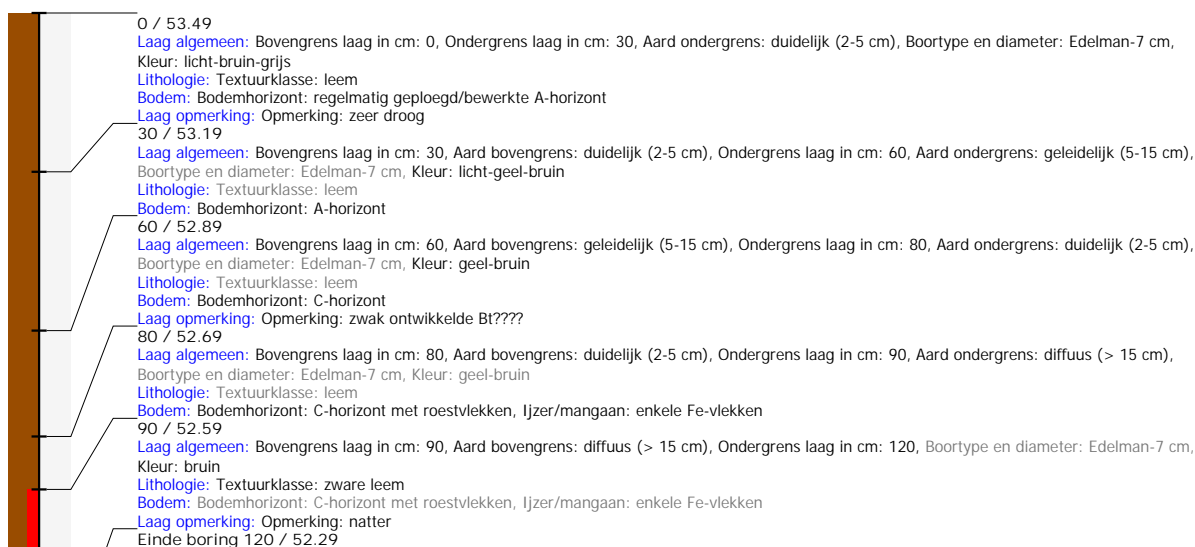 0 / 53.49
Laag algemeen: Bovengrens laag in cm: 0, Ondergrens laag in cm: 30, Aard ondergrens: duidelijk (2-5 cm), Boortype en diameter: Edelman-7 cm,
Kleur: licht-bruin-grijs
Lithologie: Textuurklasse: leem
Bodem: Bodemhorizont: regelmatig geploegd/bewerkte A-horizont
Laag opmerking: Opmerking: zeer droog
30 / 53.19
Laag algemeen: Bovengrens laag in cm: 30, Aard bovengrens: duidelijk (2-5 cm), Ondergrens laag in cm: 60, Aard ondergrens: geleidelijk (5-15 cm),
Boortype en diameter: Edelman-7 cm, Kleur: licht-geel-bruin
Lithologie: Textuurklasse: leem
Bodem: Bodemhorizont: A-horizont
60 / 52.89
Laag algemeen: Bovengrens laag in cm: 60, Aard bovengrens: geleidelijk (5-15 cm), Ondergrens laag in cm: 80, Aard ondergrens: duidelijk (2-5 cm),
Boortype en diameter: Edelman-7 cm, Kleur: geel-bruin
Lithologie: Textuurklasse: leem
Bodem: Bodemhorizont: C-horizont
Laag opmerking: Opmerking: zwak ontwikkelde Bt????
80 / 52.69
Laag algemeen: Bovengrens laag in cm: 80, Aard bovengrens: duidelijk (2-5 cm), Ondergrens laag in cm: 90, Aard ondergrens: diffuus (> 15 cm),
Boortype en diameter: Edelman-7 cm, Kleur: geel-bruin
Lithologie: Textuurklasse: leem
Bodem: Bodemhorizont: C-horizont met roestvlekken, Ijzer/mangaan: enkele Fe-vlekken
90 / 52.59
Laag algemeen: Bovengrens laag in cm: 90, Aard bovengrens: diffuus (> 15 cm), Ondergrens laag in cm: 120, Boortype en diameter: Edelman-7 cm,
Kleur: bruin
Lithologie: Textuurklasse: zware leem
Bodem: Bodemhorizont: C-horizont met roestvlekken, Ijzer/mangaan: enkele Fe-vlekken
Laag opmerking: Opmerking: natter
Einde boring 120 / 52.29